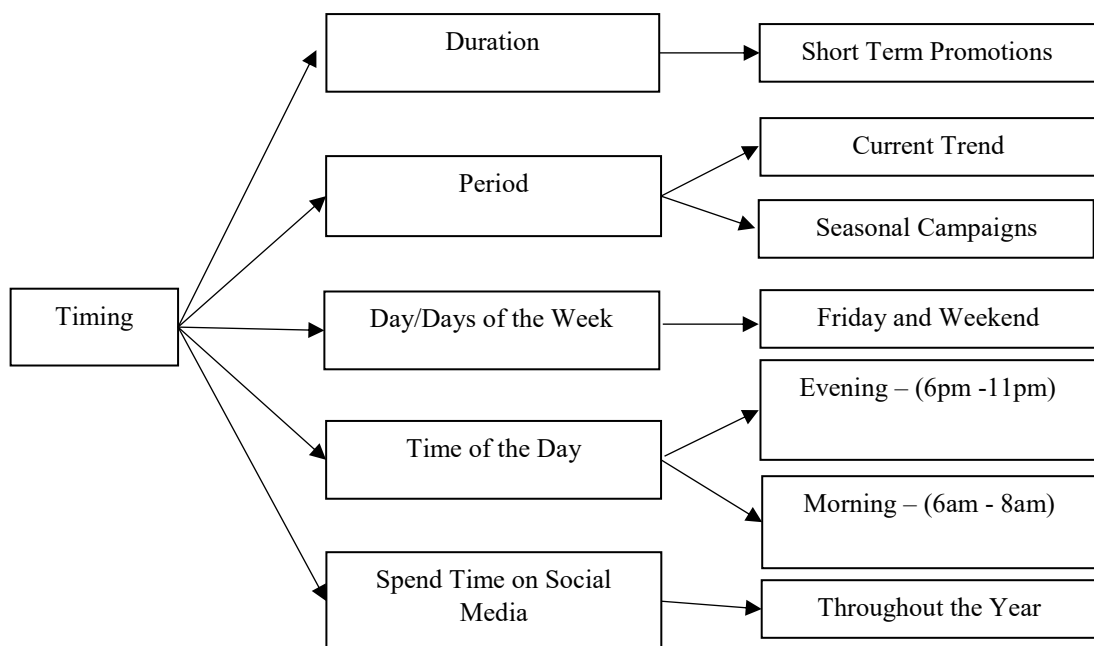 Duration
Short Term Promotions
Current Trend
Period
Seasonal Campaigns
Timing
Day/Days of the Week
Friday and Weekend
Evening – (6pm -11pm)
Time of the Day
Morning – (6am - 8am)
Spend Time on Social
Media
Throughout the Year